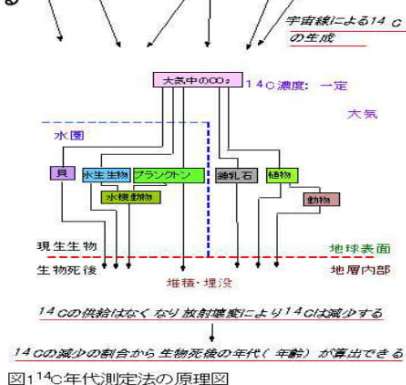 宇宙線による14 C
の生成
大気中のCO₂
14C濃度: 一定
大気
水圏
貝
水生生物
プランクトン
鍾乳石
植物
水棲動物
動物
現生生物
地球表面
生物死後
地層内部
堆積・埋没
14Cの供給はなくなり放射壊変により14Cは減少する
14Cの減少の割合から生物死後の年代(年齢)が算出できる
図1¹⁴C年代測定法の原理図